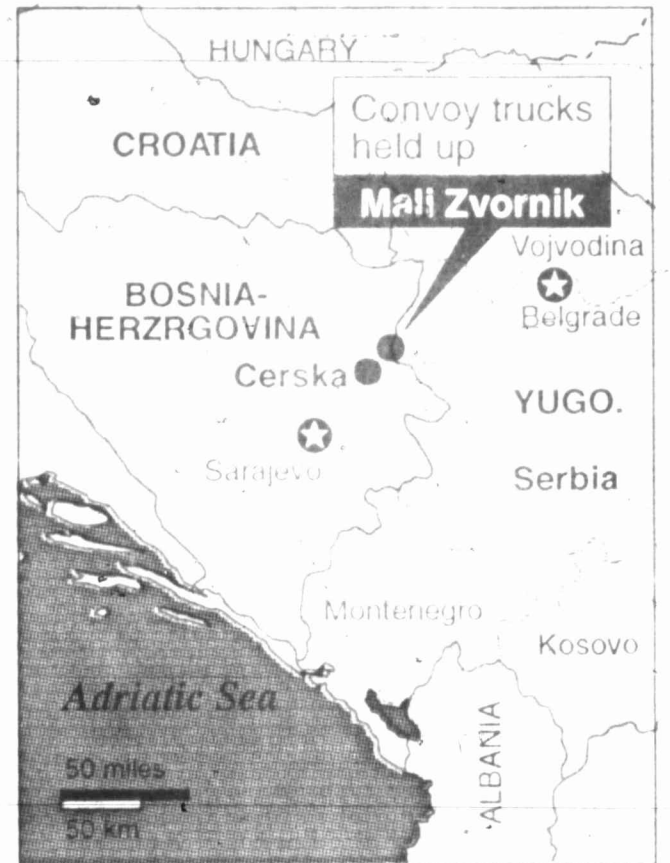 HUNGARY
Convoy trucks
held up
Mali Zvornik
CROATIA
Vojvodina
Belgrade
BOSNIA-
HERZRGOVINA
Cerska
YUGO.
Sarajevo
Serbia
Montenegro
Kosovo
Adriatic Sea
ALBANIA
50 miles
50 km